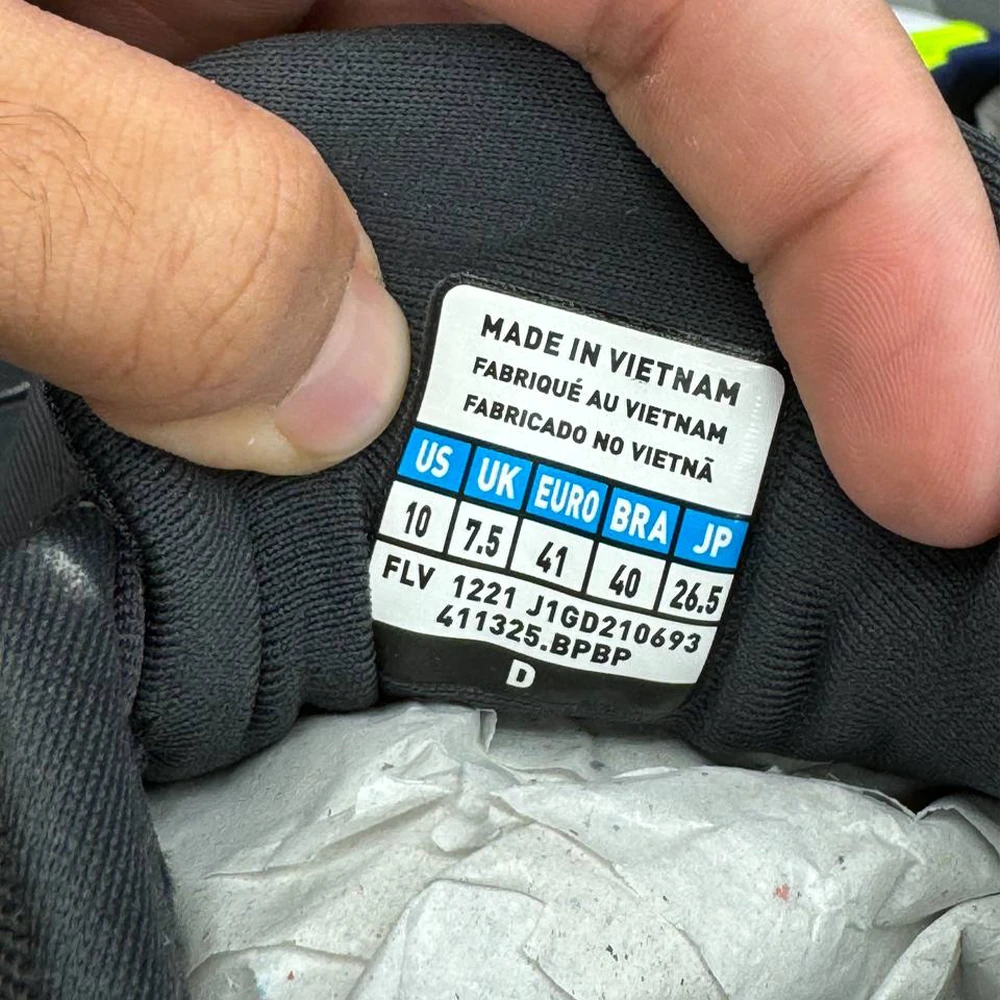 MADE IN VIETNAM
FABRIQUÉ AU VIETNAM
FABRICADO NO VIETNÃ
US UK EURO BRA JP
10 7.5 41 40 26.5
FLV 1221 J1GD210693
411325.BPBP
D